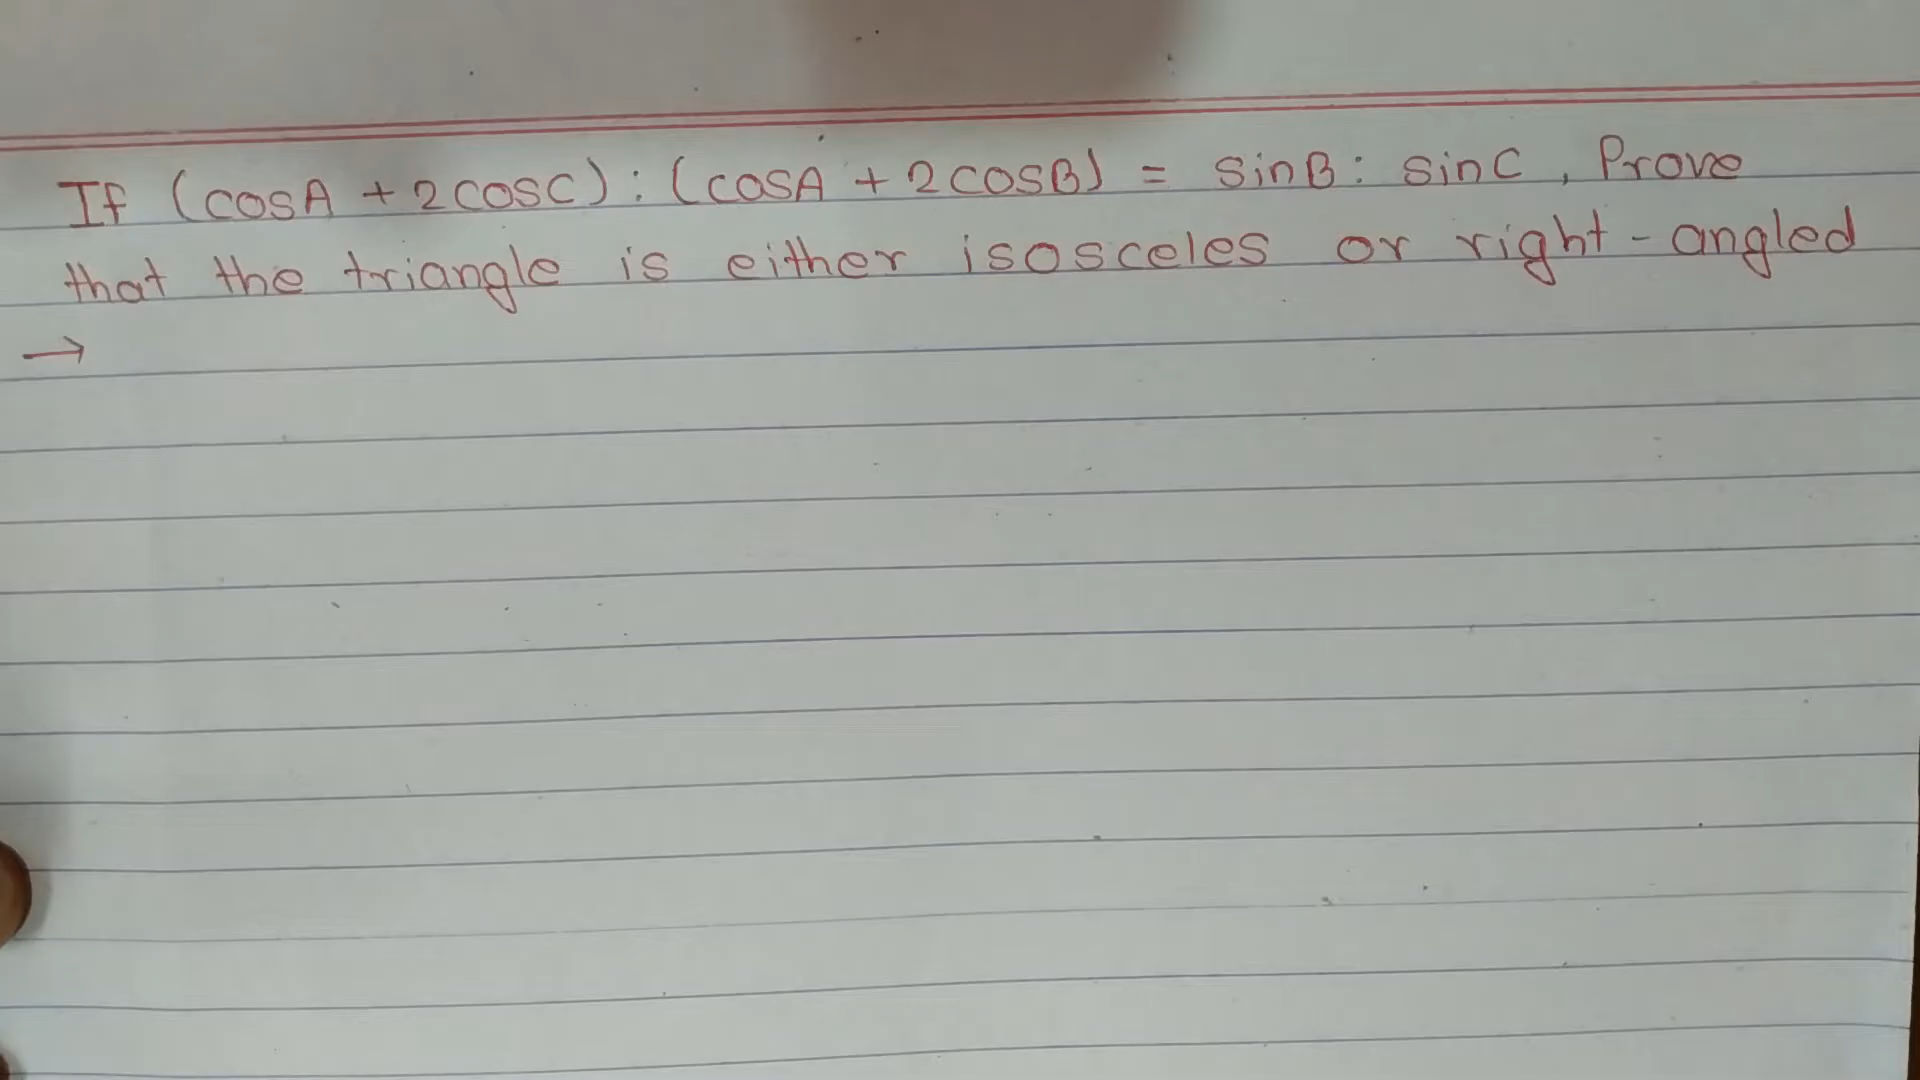 If (cosA + 2cosC) : (cosA + 2cosB) = sinB : sinC, Prove
that the triangle is either isosceles or right-angled
→